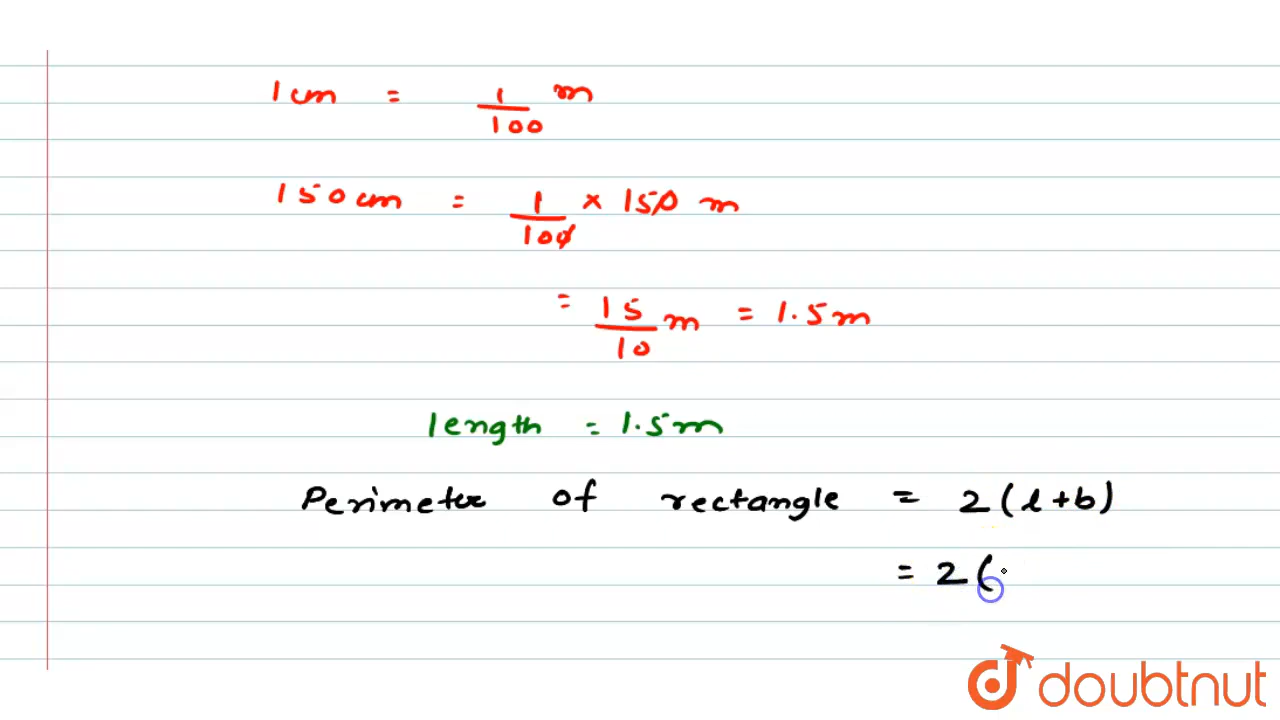 1 cm = 1/100 m
150 cm = 1/100 × 150 m
= 15/10 m = 1.5 m
length = 1.5 m
Perimeter of rectangle = 2(l+b)
= 2(
doubtnut